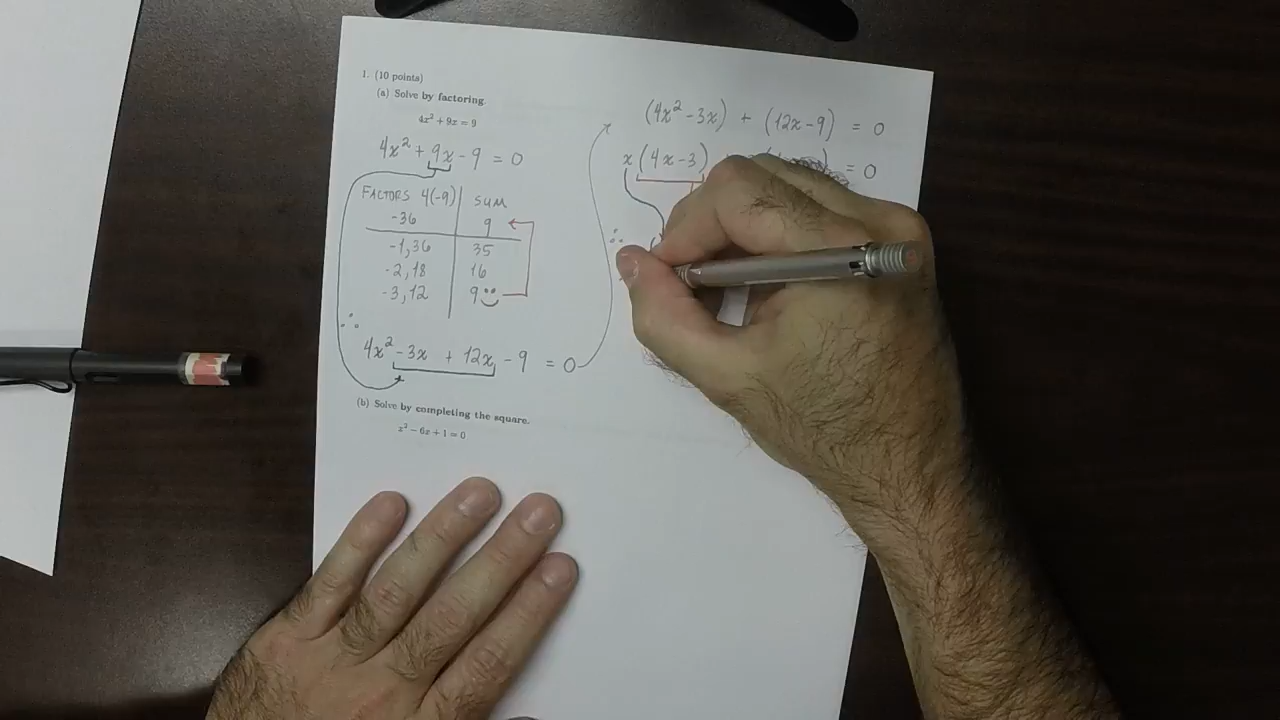 1. (10 points)
(a) Solve by factoring.
4x² + 9x = 9
4x² + 9x - 9 = 0
FACTORS 4(-9) SUM
-36 9
-1, 36 35
-2, 18 16
-3, 12 9
∴
4x² - 3x + 12x - 9 = 0
(b) Solve by completing the square.
x² - 6x + 1 = 0
(4x² - 3x) + (12x - 9) = 0
x (4x - 3) = 0
∴ (